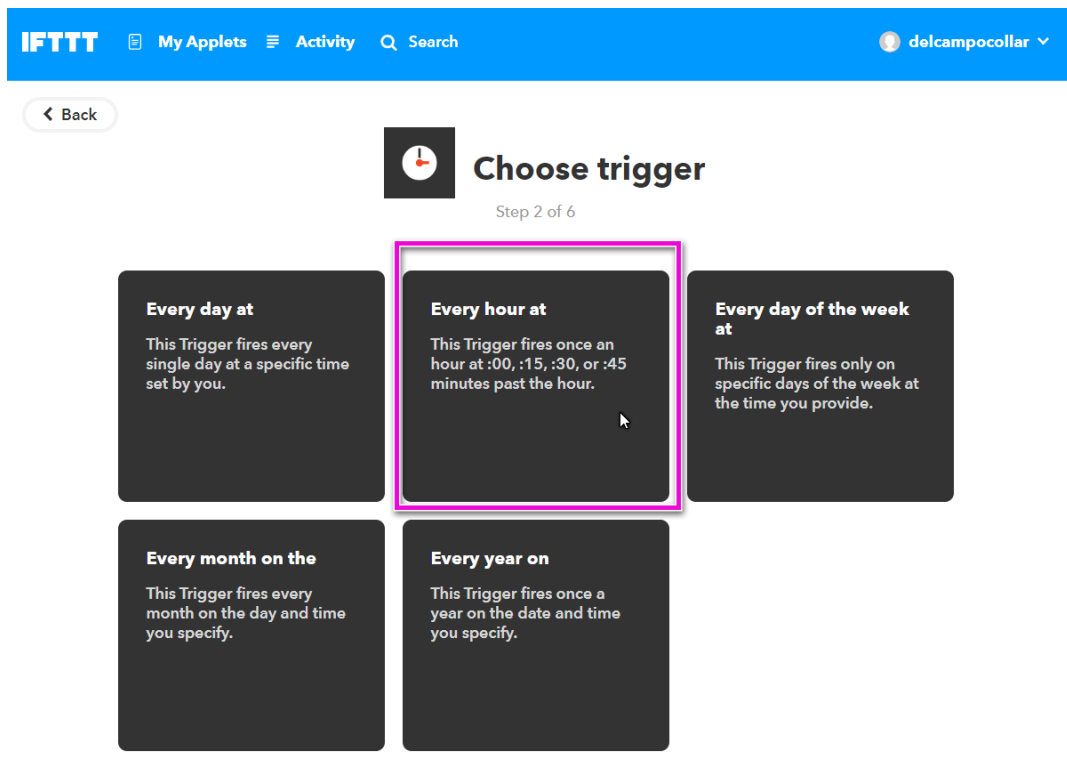 IFTTT My Applets Activity Search delcampocollar
Back
Choose trigger
Step 2 of 6
Every day at
This Trigger fires every
single day at a specific time
set by you.
Every hour at
This Trigger fires once an
hour at :00, :15, :30, or :45
minutes past the hour.
Every day of the week
at
This Trigger fires only on
specific days of the week at
the time you provide.
Every month on the
This Trigger fires every
month on the day and time
you specify.
Every year on
This Trigger fires once a
year on the date and time
you specify.